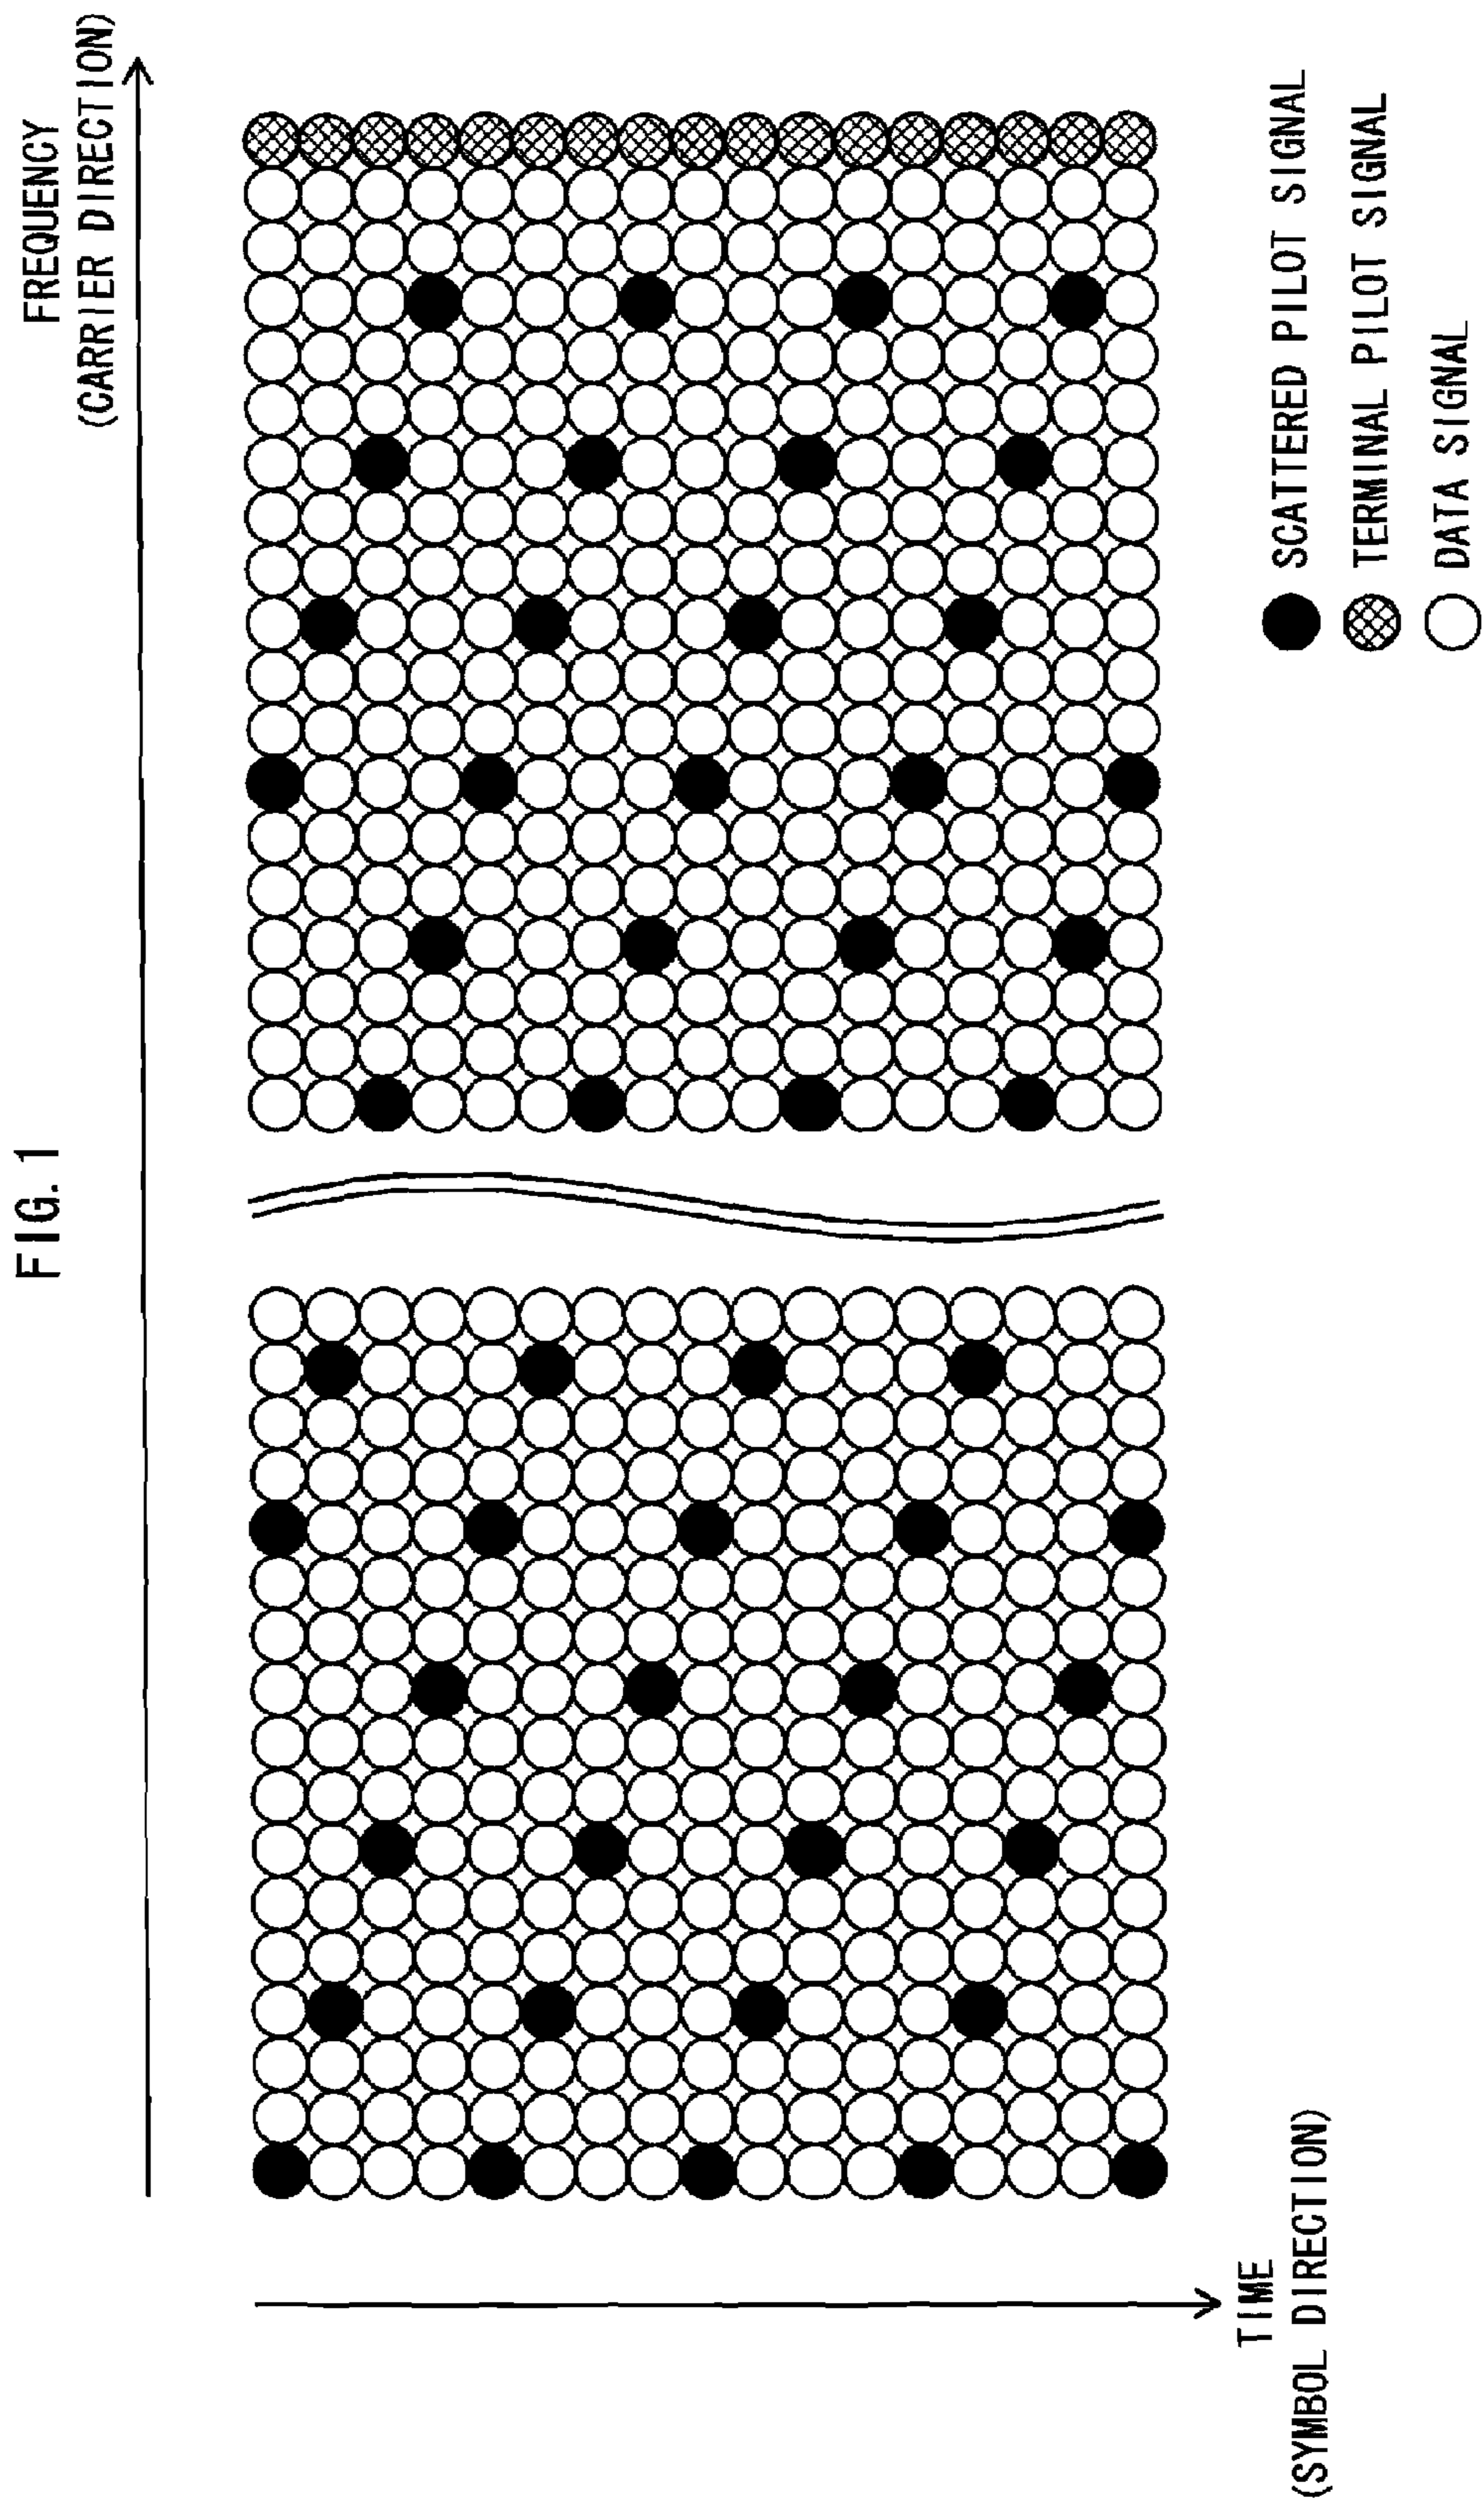 FIG. 1
FREQUENCY
(CARRIER DIRECTION)
TIME
(SYMBOL DIRECTION)
SCATTERED PILOT SIGNAL
TERMINAL PILOT SIGNAL
DATA SIGNAL